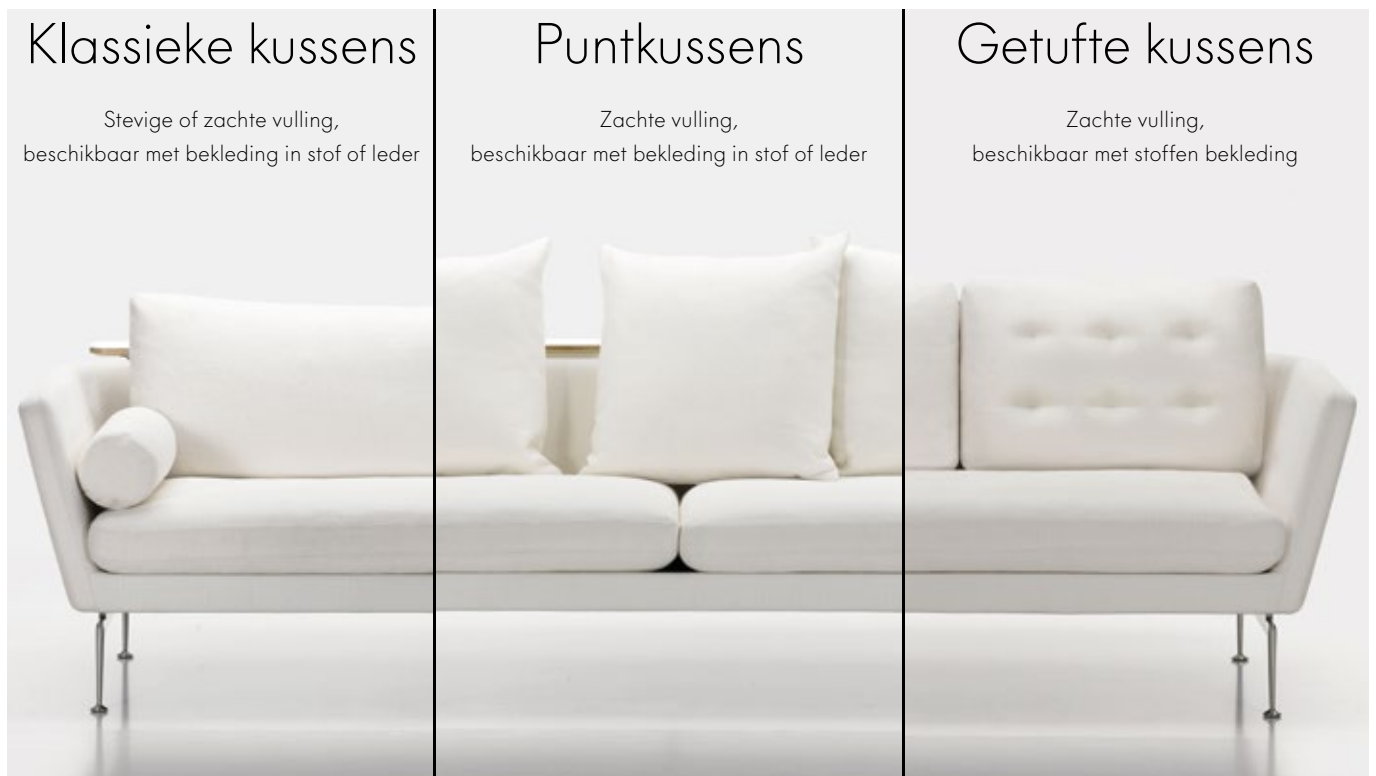 Klassieke kussens
Stevige of zachte vulling,
beschikbaar met bekleding in stof of leder
Puntkussens
Zachte vulling,
beschikbaar met bekleding in stof of leder
Getufte kussens
Zachte vulling,
beschikbaar met stoffen bekleding